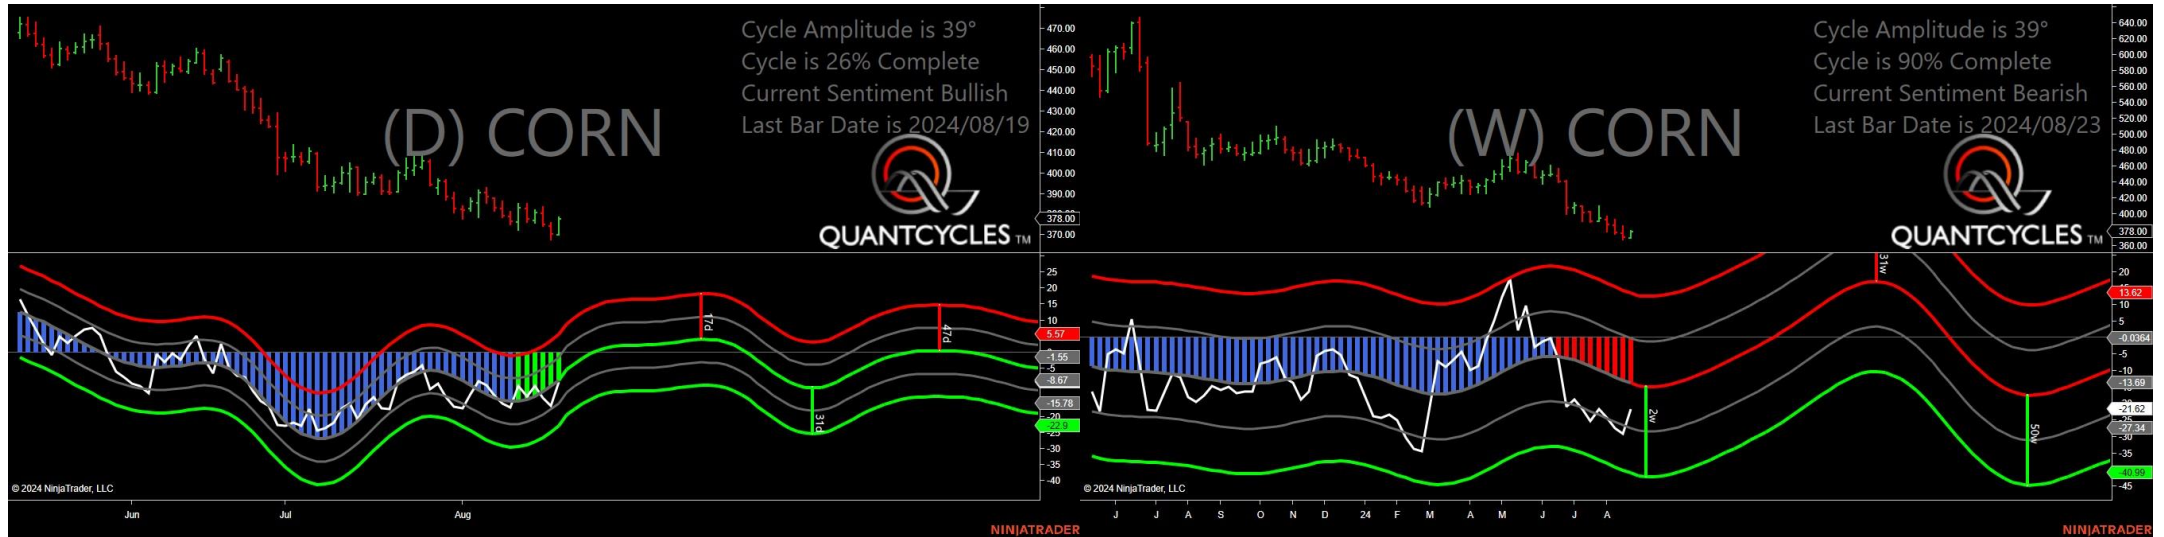 Cycle Amplitude is 39°
Cycle is 26% Complete
Current Sentiment Bullish
Last Bar Date is 2024/08/19
(D) CORN
QUANTCYCLES TM
470.00
460.00
450.00
440.00
430.00
420.00
410.00
400.00
390.00
378.00
370.00
25
20
15
10
5.57
-1.55
-5
-8.67
-15.78
-20
-22.9
-25
-30
-35
-40
17d
31d
47d
© 2024 NinjaTrader, LLC
Jun
Jul
Aug
NINJATRADER
Cycle Amplitude is 39°
Cycle is 90% Complete
Current Sentiment Bearish
Last Bar Date is 2024/08/23
(W) CORN
QUANTCYCLES TM
640.00
620.00
600.00
580.00
560.00
540.00
520.00
500.00
480.00
460.00
440.00
420.00
400.00
378.00
360.00
20
13.62
10
5
-0.0364
-5
-10
-13.69
-21.62
-27.34
-30
-35
-40.99
-45
2w
31w
50w
© 2024 NinjaTrader, LLC
J
J
A
S
O
N
D
24
F
M
A
M
J
J
A
NINJATRADER